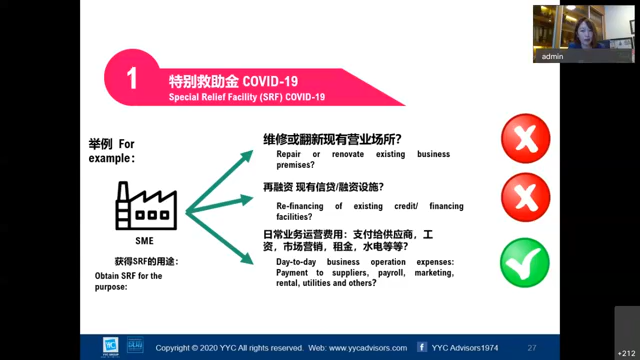 1
特别救助金 COVID-19
Special Relief Facility (SRF) COVID-19
举例 For
example：
SME
获得SRF的用途：
Obtain SRF for the
purpose:
维修或翻新现有营业场所？
Repair or renovate existing business
premises?
再融资 现有信贷/融资设施？
Re-financing of existing credit/ financing
facilities?
日常业务运营费用：支付给供应商，工
资，市场营销，租金，水电等等？
Day-to-day business operation expenses:
Payment to suppliers, payroll, marketing,
rental, utilities and others?
Copyright © 2020 YYC All rights reserved. Web: www.yycadvisors.com
YYC Advisors1974
27
admin
+212